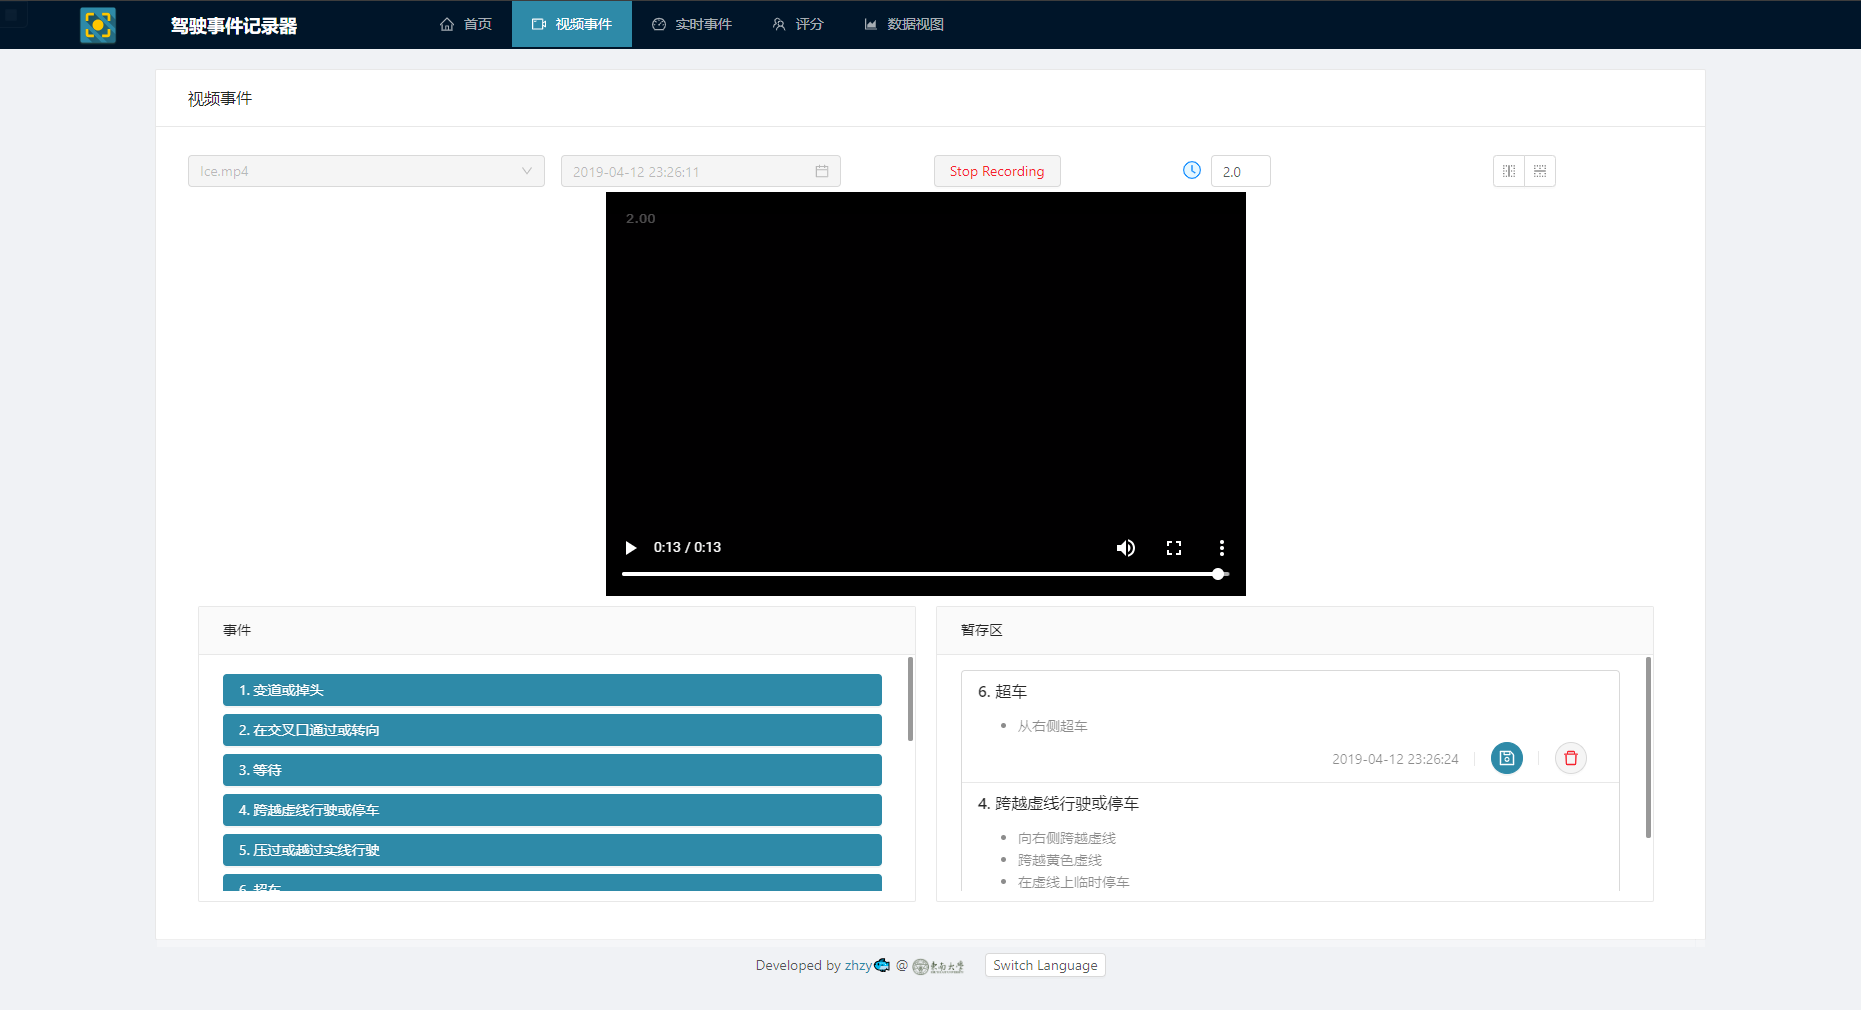 驾驶事件记录器
首页
视频事件
实时事件
评分
数据视图
视频事件
Ice.mp4
2019-04-12 23:26:11
Stop Recording
2.0
2.00
0:13 / 0:13
事件
1. 变道或掉头
2. 在交叉口通过或转向
3. 等待
4. 跨越虚线行驶或停车
5. 压过或越过实线行驶
6. 超车
暂存区
6. 超车
从右侧超车
2019-04-12 23:26:24
4. 跨越虚线行驶或停车
向右侧跨越虚线
跨越黄色虚线
在虚线上临时停车
Developed by zhzy @ 东南大学
Switch Language